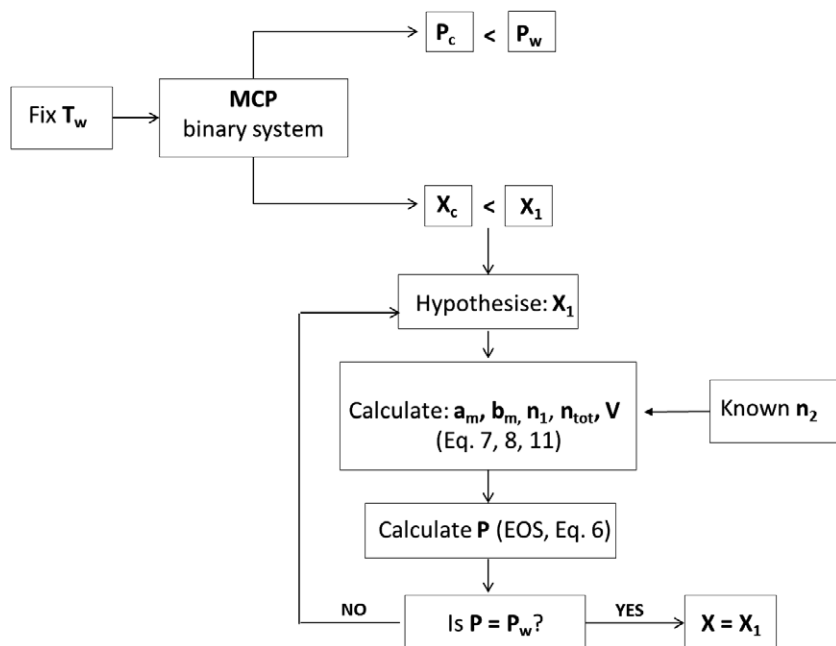 P_c < P_w
Fix T_w
MCP
binary system
X_c < X_1
Hypothesise: X_1
Calculate: a_m, b_m, n_1, n_tot, V
(Eq. 7, 8, 11)
Known n_2
Calculate P (EOS, Eq. 6)
NO
Is P = P_w?
YES
X = X_1